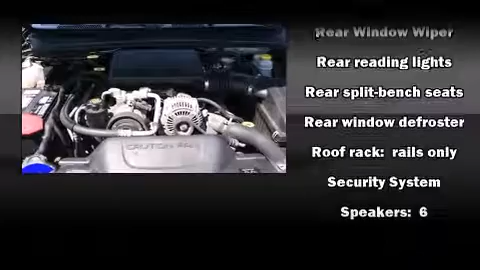 Rear Window Wiper
Rear reading lights
Rear split-bench seats
Rear window defroster
Roof rack:  rails only
Security System
Speakers:  6
CAUTION